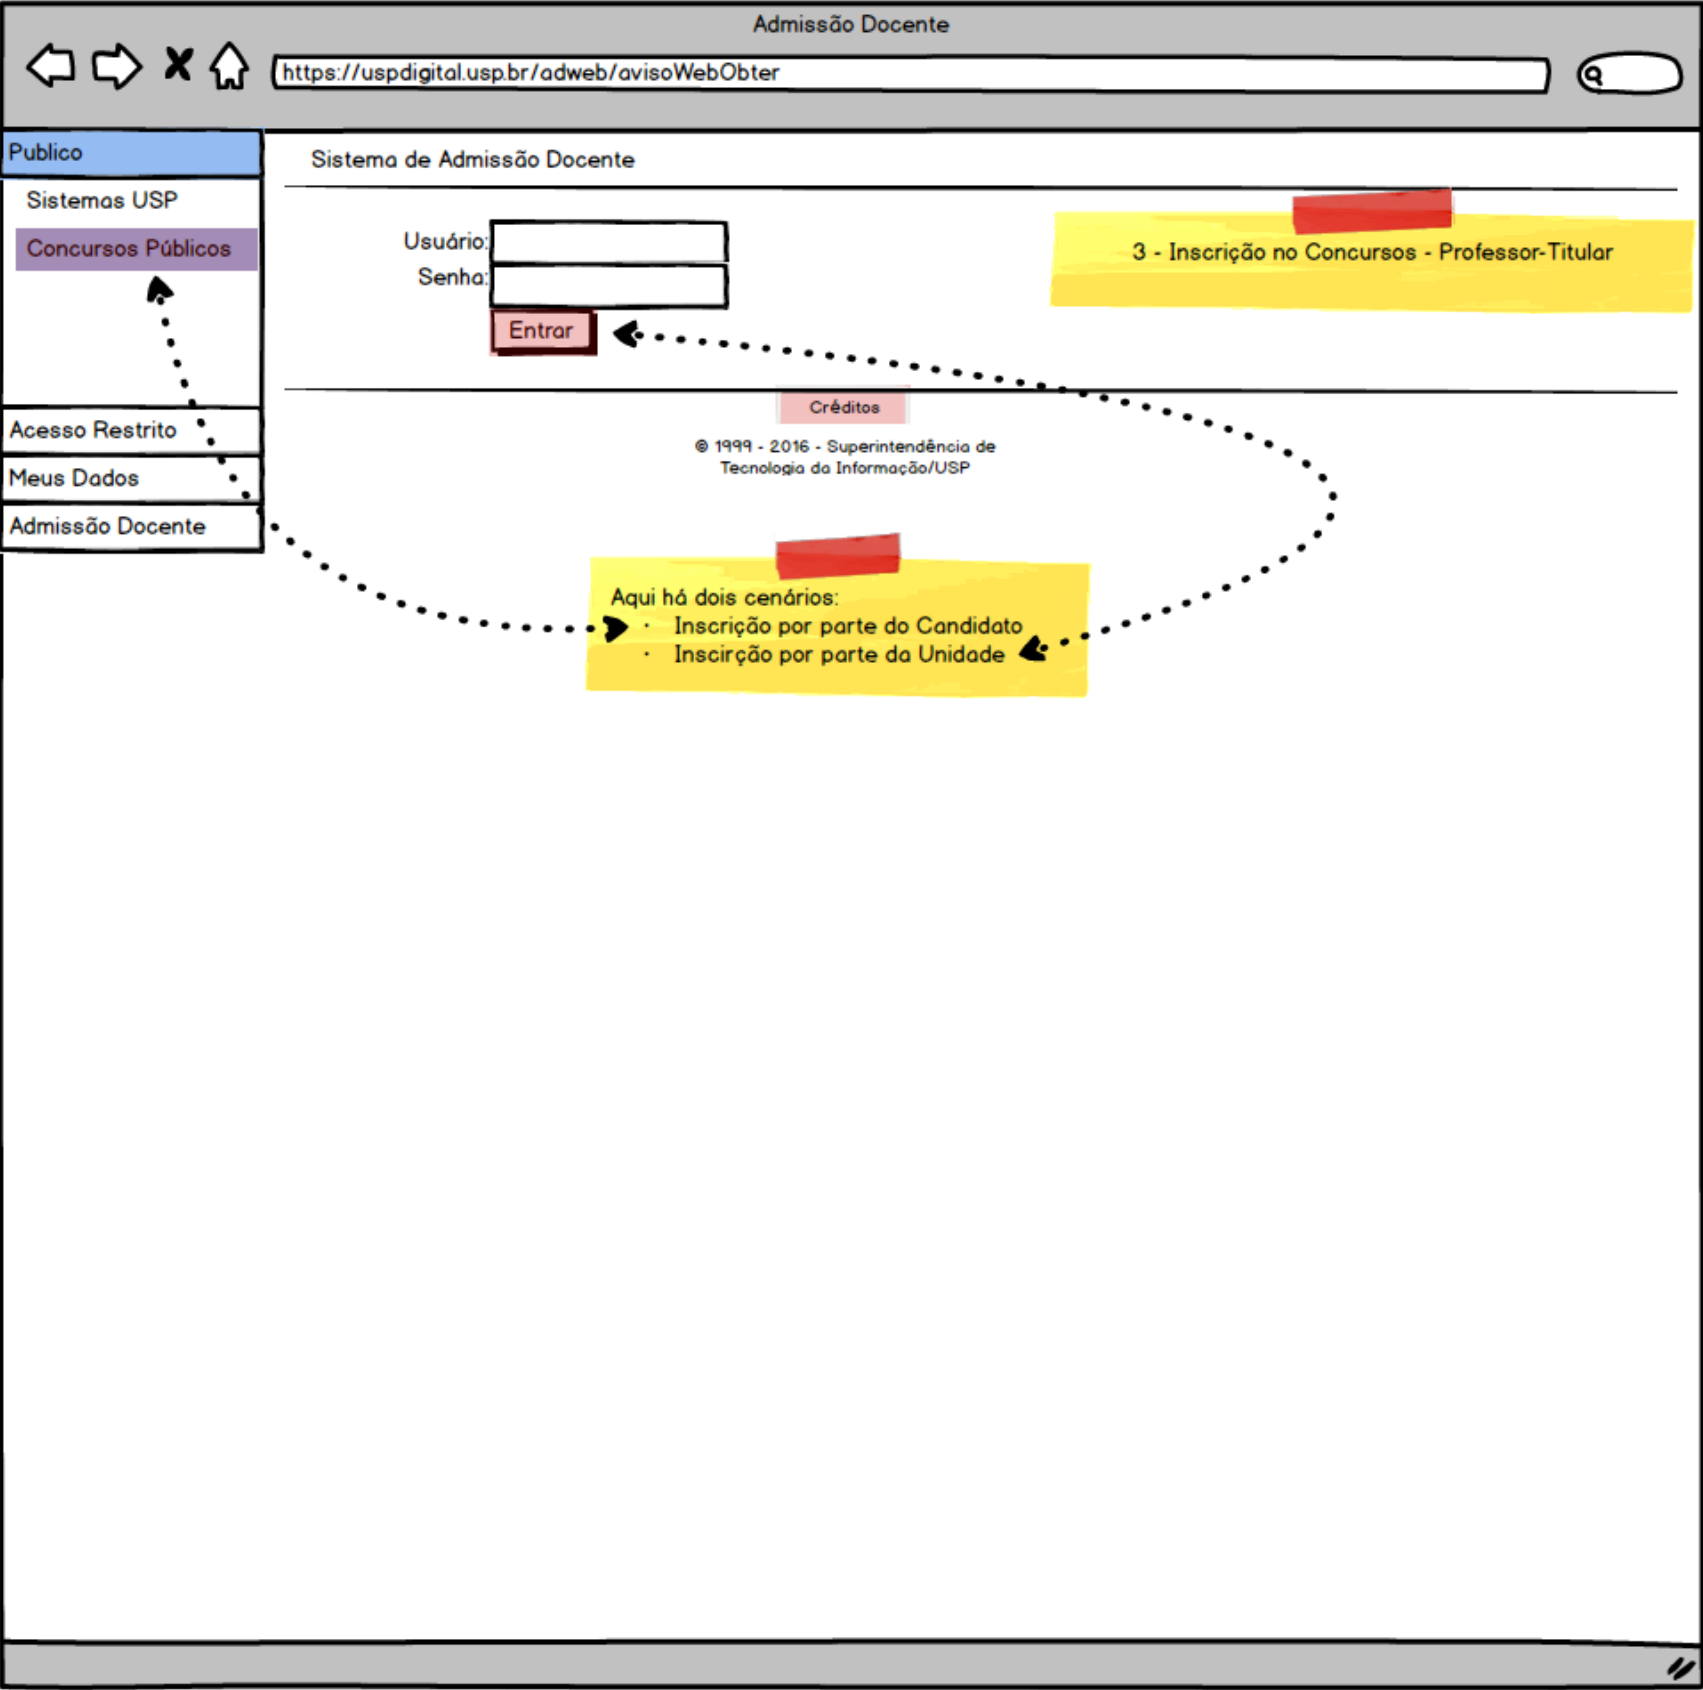 Admissão Docente
https://uspdigital.usp.br/adweb/avisoWebObter
Publico
Sistemas USP
Concursos Públicos
Acesso Restrito
Meus Dados
Admissão Docente
Sistema de Admissão Docente
Usuário:
Senha:
Entrar
3 - Inscrição no Concursos - Professor-Titular
Créditos
© 1999 - 2016 - Superintendência de
Tecnologia da Informação/USP
Aqui há dois cenários:
· Inscrição por parte do Candidato
· Inscirção por parte da Unidade